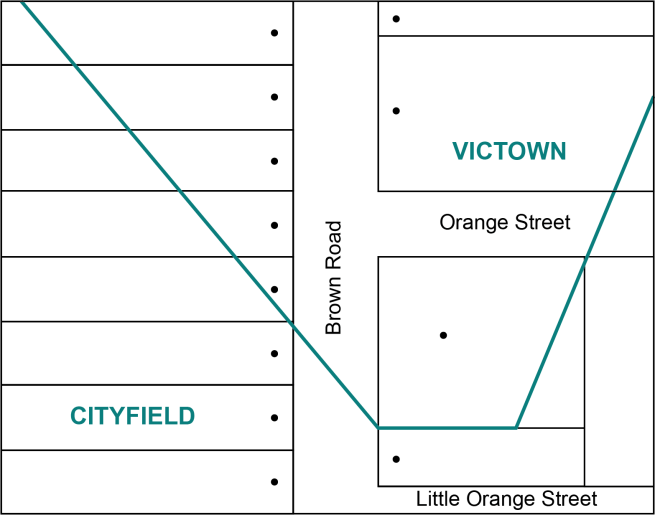 VICTOWN
Orange Street
Brown Road
CITYFIELD
Little Orange Street